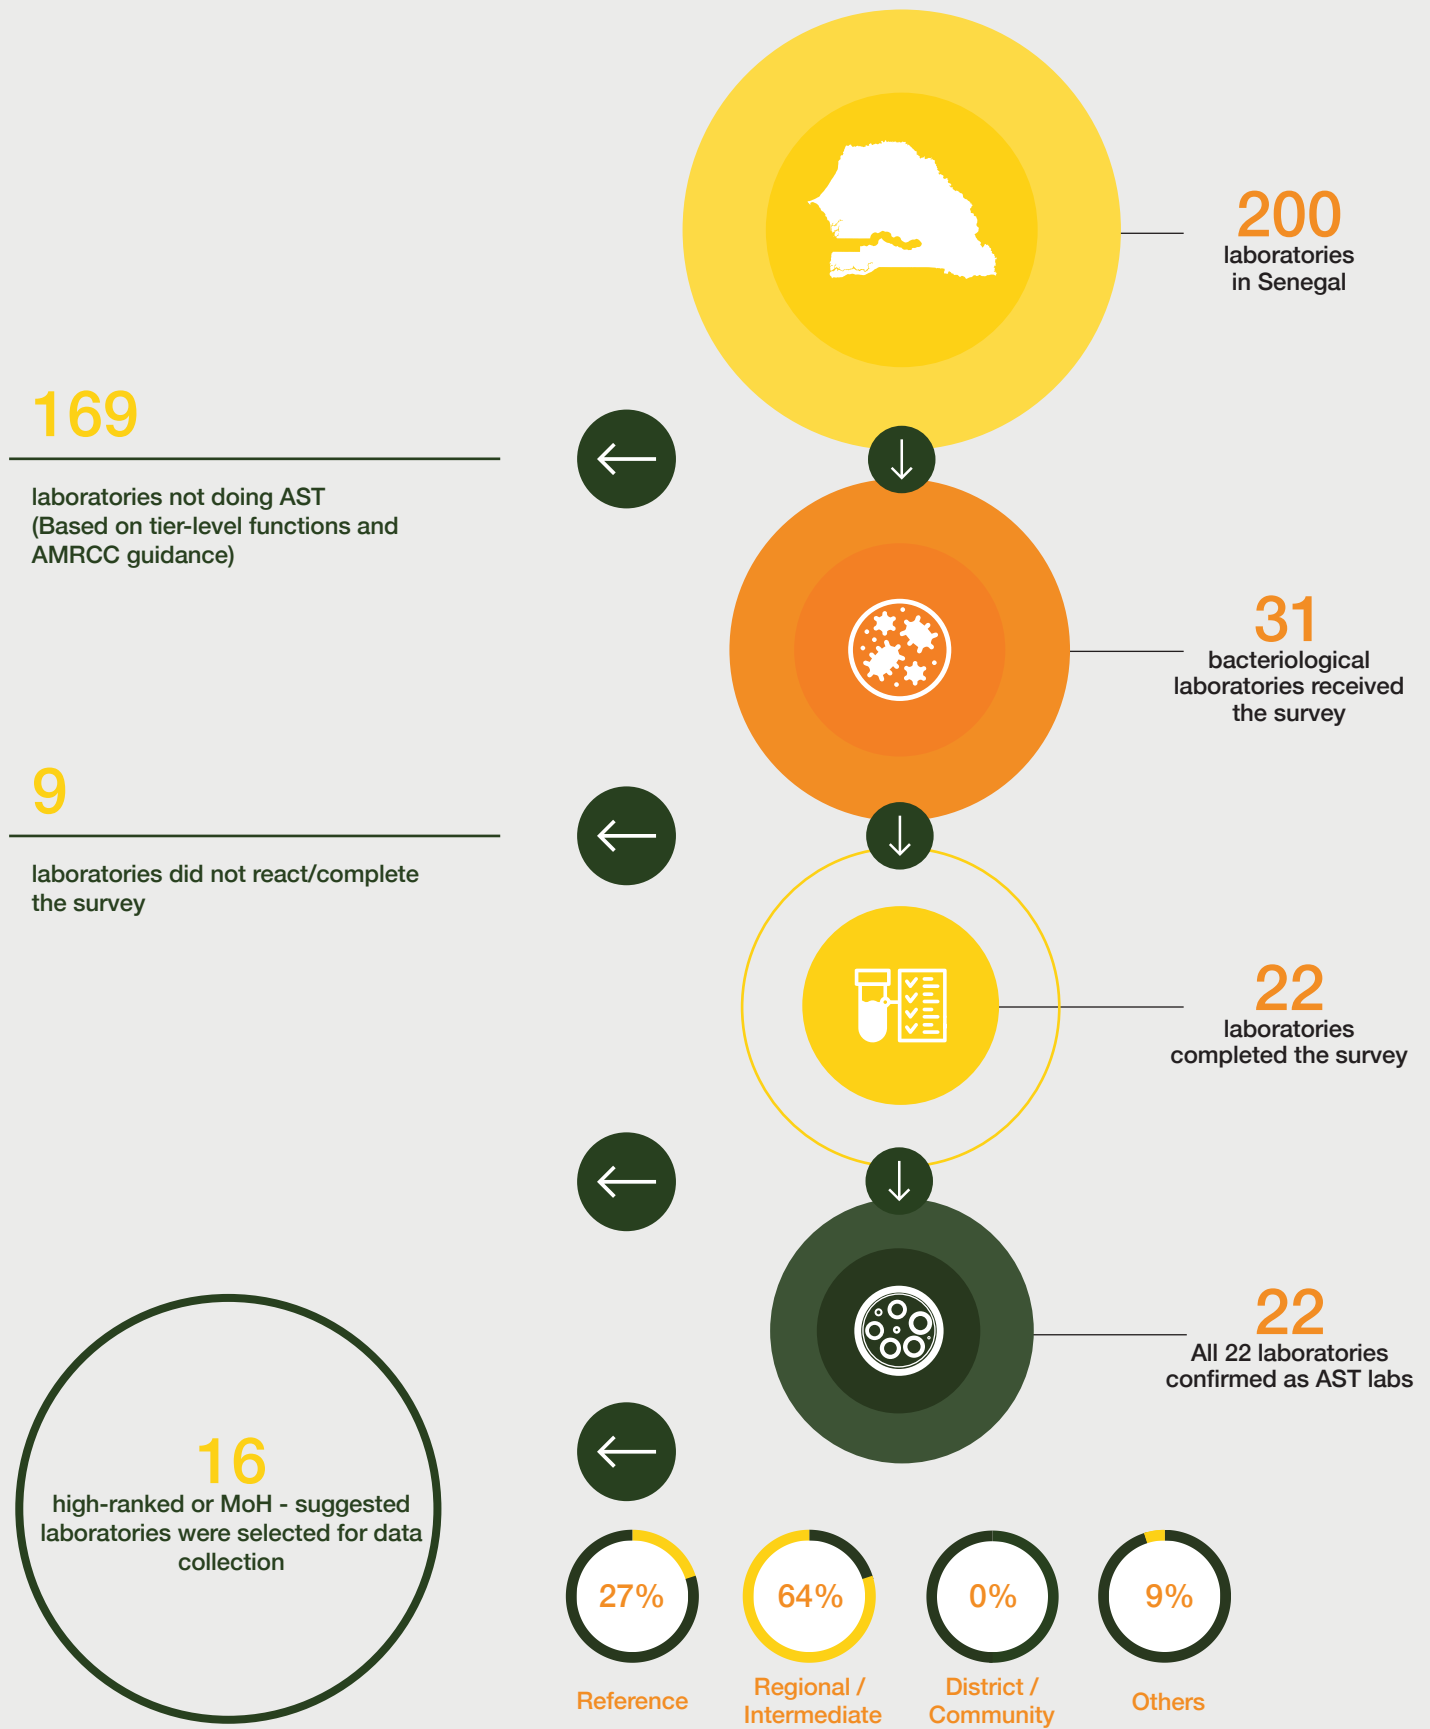 200
laboratories
in Senegal
169
laboratories not doing AST
(Based on tier-level functions and
AMRCC guidance)
31
bacteriological
laboratories received
the survey
9
laboratories did not react/complete
the survey
22
laboratories
completed the survey
22
All 22 laboratories
confirmed as AST labs
16
high-ranked or MoH - suggested
laboratories were selected for data
collection
27%
Reference
64%
Regional /
Intermediate
0%
District /
Community
9%
Others